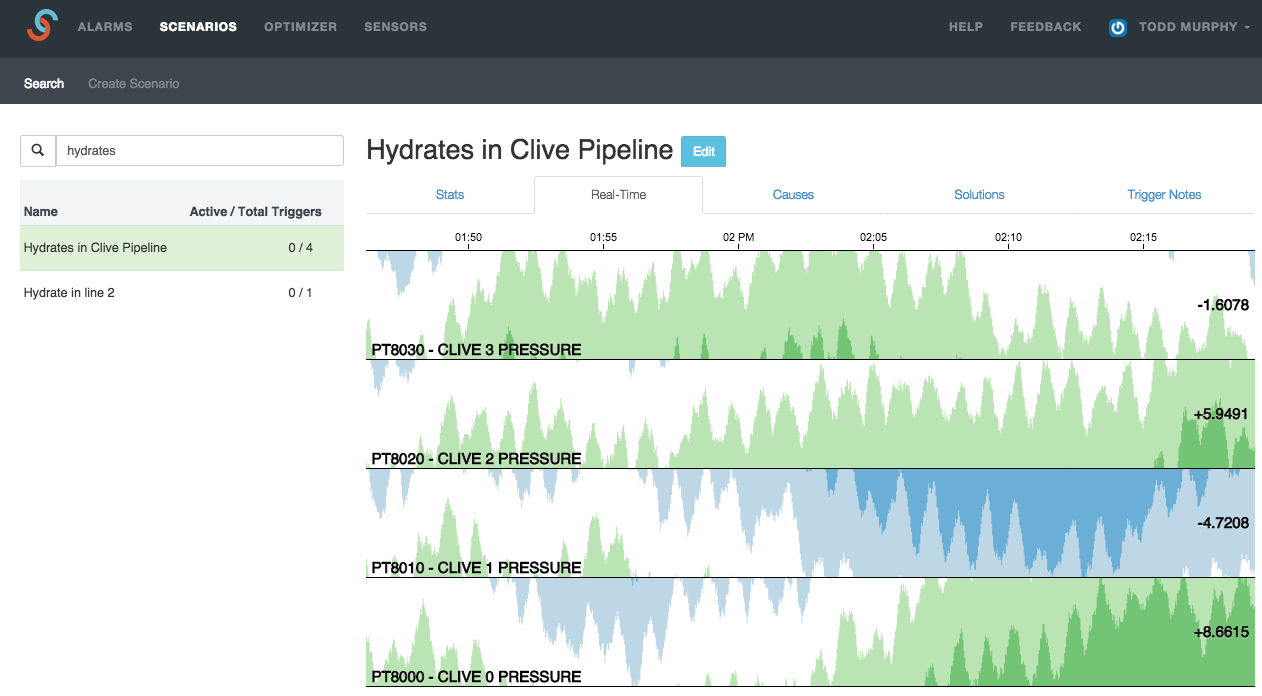 ALARMS SCENARIOS OPTIMIZER SENSORS HELP FEEDBACK TODD MURPHY
Search Create Scenario
hydrates
Name Active / Total Triggers
Hydrates in Clive Pipeline 0 / 4
Hydrate in line 2 0 / 1
Hydrates in Clive Pipeline Edit
Stats Real-Time Causes Solutions Trigger Notes
01:50 01:55 02 PM 02:05 02:10 02:15
-1.6078
PT8030 - CLIVE 3 PRESSURE
+5.9491
PT8020 - CLIVE 2 PRESSURE
-4.7208
PT8010 - CLIVE 1 PRESSURE
+8.6615
PT8000 - CLIVE 0 PRESSURE